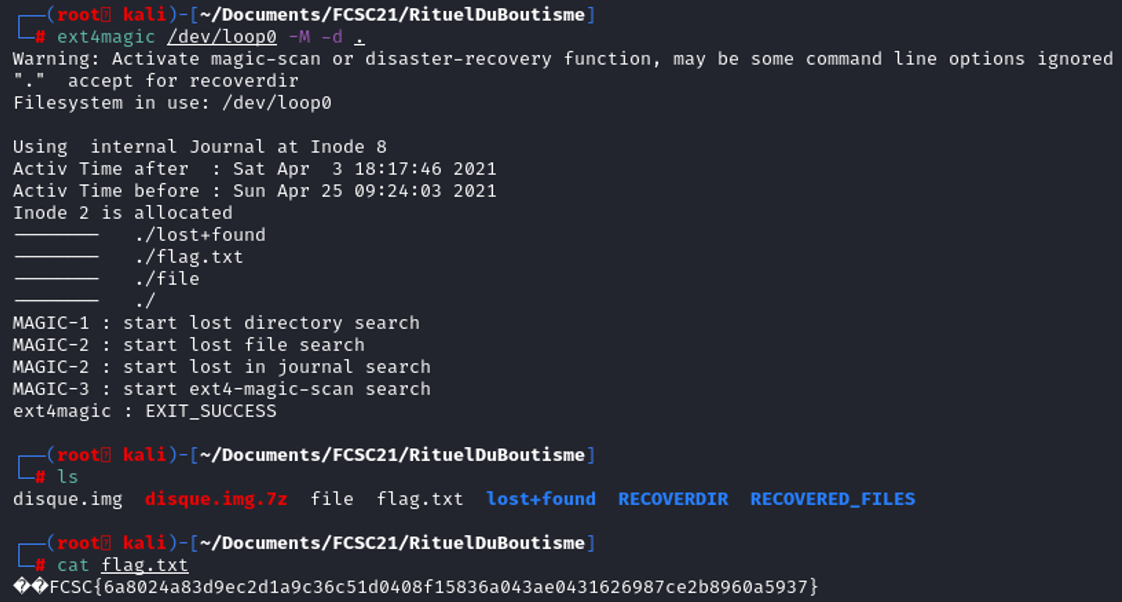 ┌──(root㉿ kali)-[~/Documents/FCSC21/RituelDuBoutisme]
└─# ext4magic /dev/loop0 -M -d .
Warning: Activate magic-scan or disaster-recovery function, may be some command line options ignored
"."  accept for recoverdir
Filesystem in use: /dev/loop0

Using  internal Journal at Inode 8
Activ Time after  : Sat Apr  3 18:17:46 2021
Activ Time before : Sun Apr 25 09:24:03 2021
Inode 2 is allocated
--------   ./lost+found
--------   ./flag.txt
--------   ./file
--------   ./
MAGIC-1 : start lost directory search
MAGIC-2 : start lost file search
MAGIC-2 : start lost in journal search
MAGIC-3 : start ext4-magic-scan search
ext4magic : EXIT_SUCCESS

┌──(root㉿ kali)-[~/Documents/FCSC21/RituelDuBoutisme]
└─# ls
disque.img  disque.img.7z  file  flag.txt  lost+found  RECOVERDIR  RECOVERED_FILES

┌──(root㉿ kali)-[~/Documents/FCSC21/RituelDuBoutisme]
└─# cat flag.txt
��FCSC{6a8024a83d9ec2d1a9c36c51d0408f15836a043ae0431626987ce2b8960a5937}